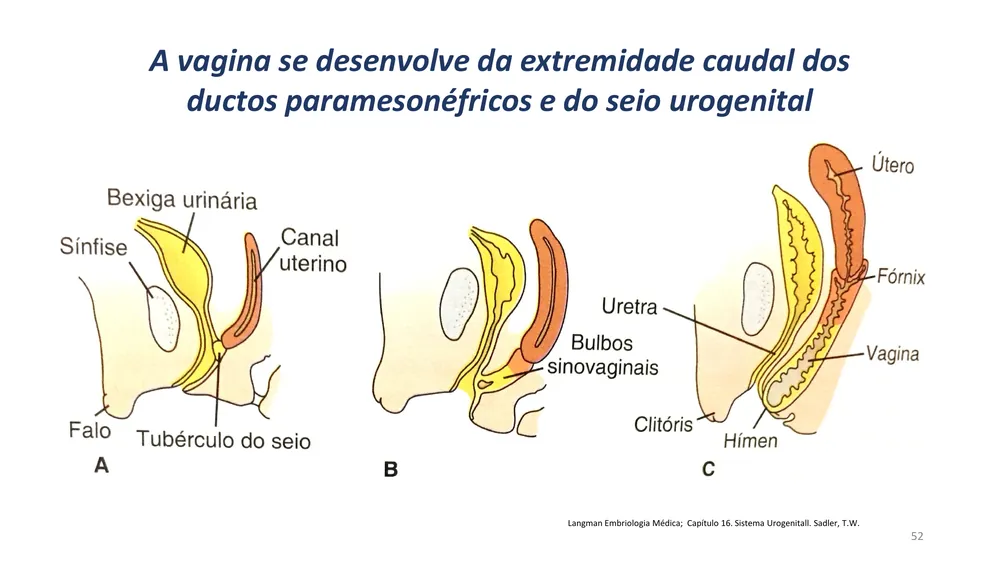 A vagina se desenvolve da extremidade caudal dos
ductos paramesonéfricos e do seio urogenital
Bexiga urinária
Sínfise
Canal
uterino
Falo
Tubérculo do seio
A
Bulbos
sinovaginais
B
Útero
Fórnix
Uretra
Vagina
Clitóris
Hímen
C
Langman Embriologia Médica; Capítulo 16. Sistema Urogenitall. Sadler, T.W.
52